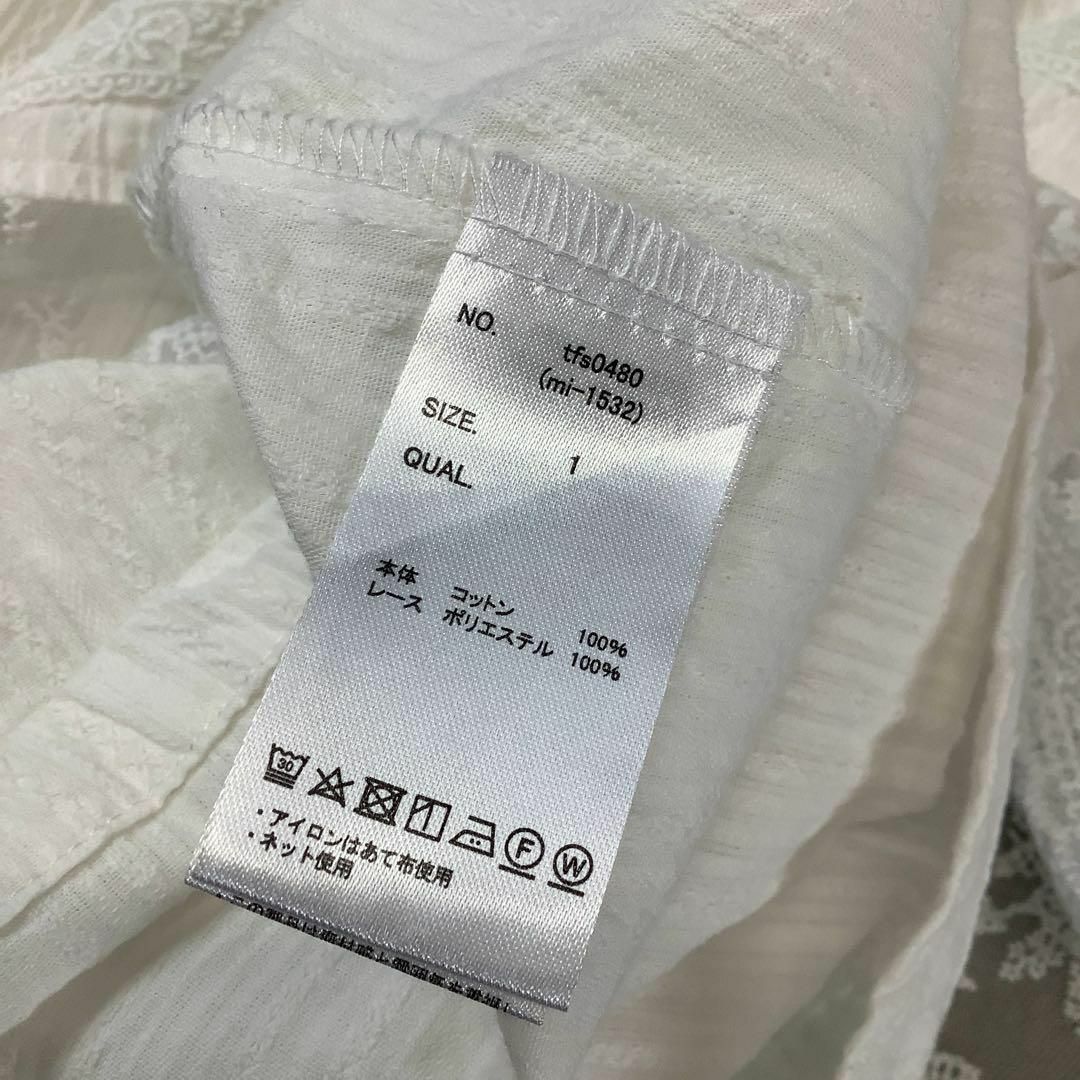 NO.
tfs0480
(mi-1532)
SIZE.
1
QUAL.
本体 コットン 100%
レース ポリエステル 100%
30
F
W
・アイロンはあて布使用
・ネット使用